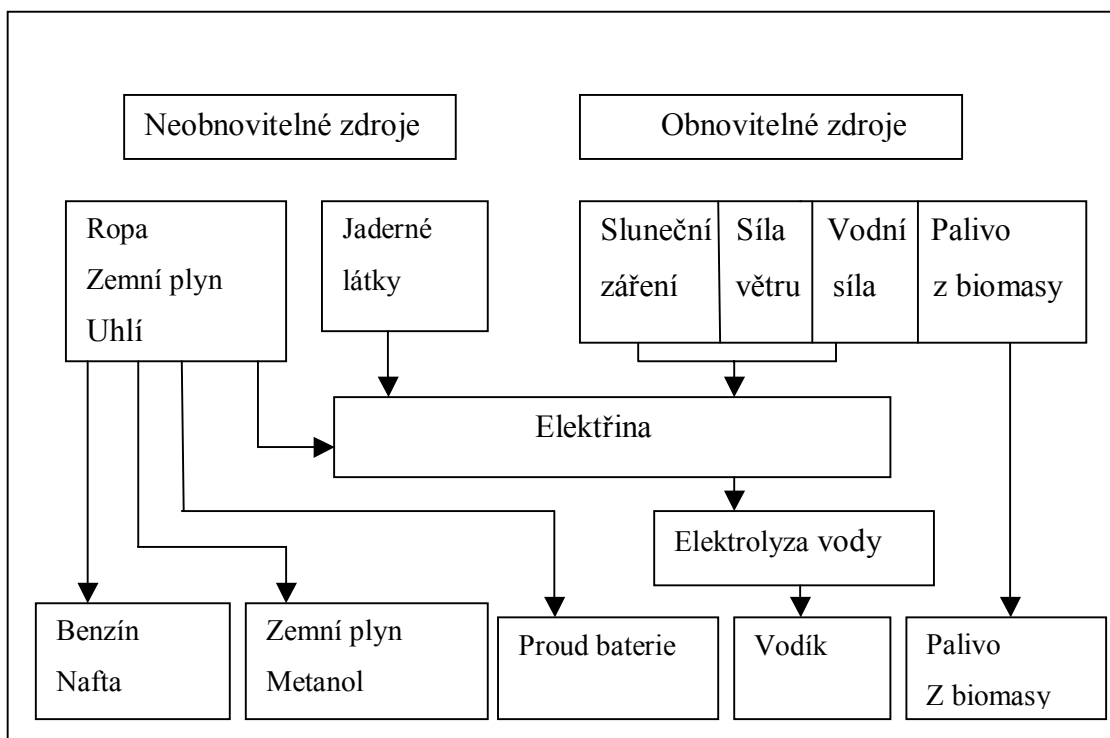 Neobnovitelné zdroje
Obnovitelné zdroje
Ropa
Zemní plyn
Uhlí
Jaderné
látky
Sluneční
záření
Síla
větru
Vodní
síla
Palivo
z biomasy
Elektřina
Elektrolyza vody
Benzín
Nafta
Zemní plyn
Metanol
Proud baterie
Vodík
Palivo
Z biomasy